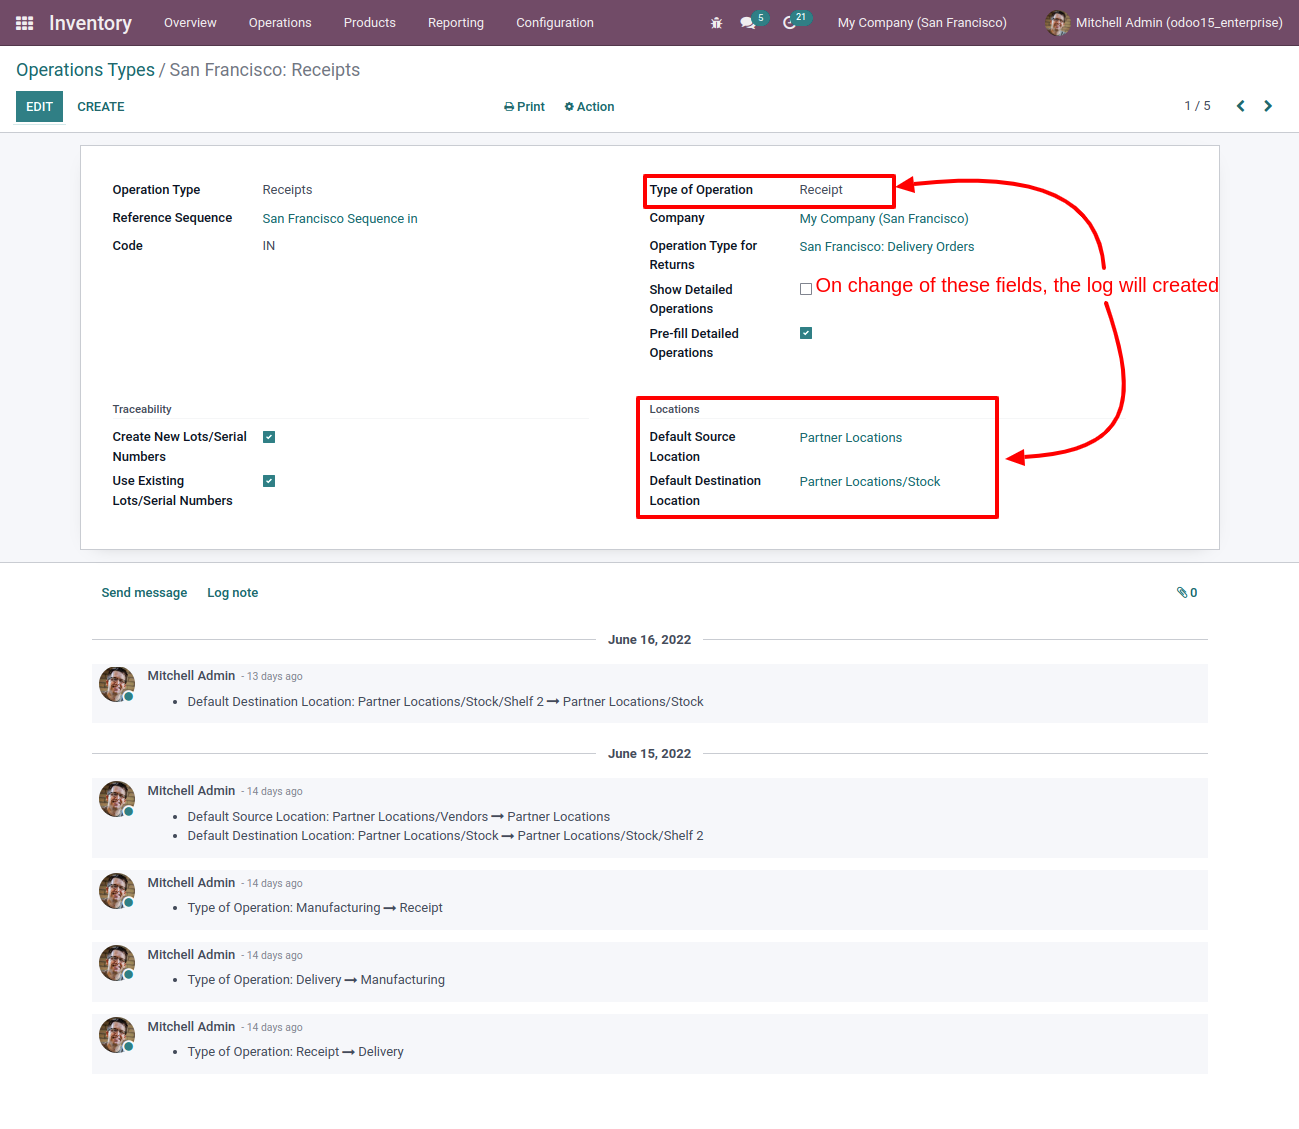 Inventory Overview Operations Products Reporting Configuration 5 21 My Company (San Francisco) Mitchell Admin (odoo15_enterprise)
Operations Types / San Francisco: Receipts
EDIT CREATE Print Action 1 / 5
Operation Type Receipts
Reference Sequence San Francisco Sequence in
Code IN
Type of Operation Receipt
Company My Company (San Francisco)
Operation Type for San Francisco: Delivery Orders
Returns
Show Detailed
Operations
On change of these fields, the log will created
Pre-fill Detailed
Operations
Traceability
Create New Lots/Serial
Numbers
Use Existing
Lots/Serial Numbers
Locations
Default Source Partner Locations
Location
Default Destination Partner Locations/Stock
Location
Send message Log note 0
June 16, 2022
Mitchell Admin - 13 days ago
• Default Destination Location: Partner Locations/Stock/Shelf 2 → Partner Locations/Stock
June 15, 2022
Mitchell Admin - 14 days ago
• Default Source Location: Partner Locations/Vendors → Partner Locations
• Default Destination Location: Partner Locations/Stock → Partner Locations/Stock/Shelf 2
Mitchell Admin - 14 days ago
• Type of Operation: Manufacturing → Receipt
Mitchell Admin - 14 days ago
• Type of Operation: Delivery → Manufacturing
Mitchell Admin - 14 days ago
• Type of Operation: Receipt → Delivery